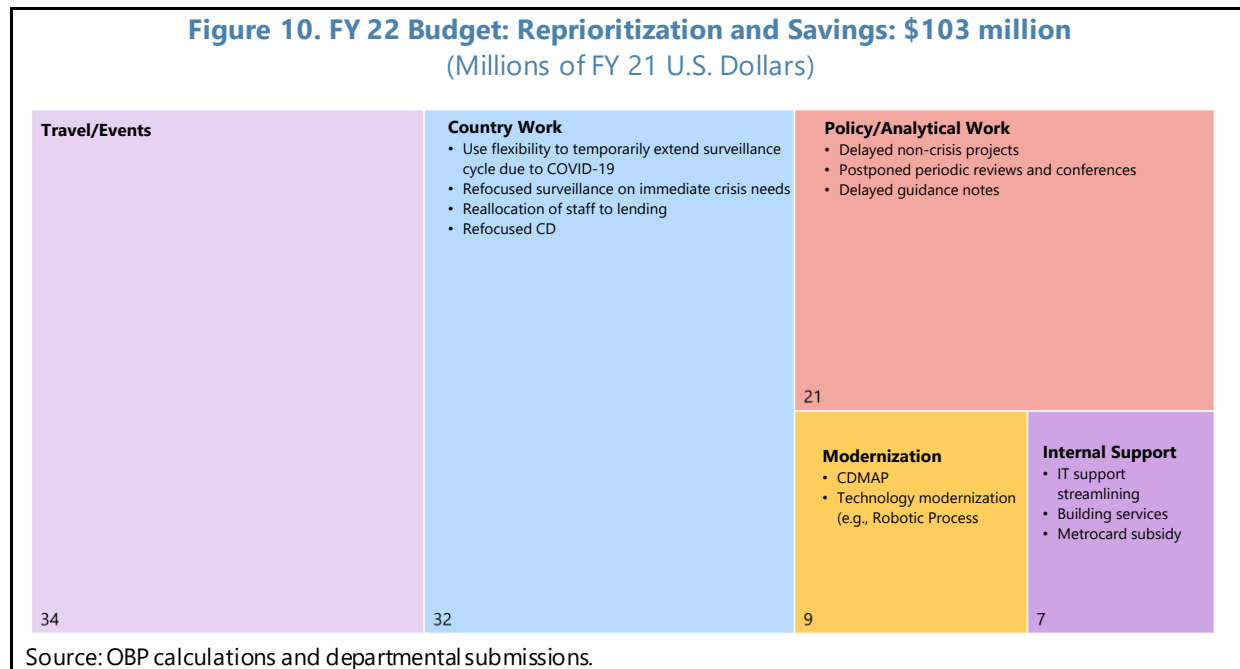 Figure 10. FY 22 Budget: Reprioritization and Savings: $103 million
(Millions of FY 21 U.S. Dollars)
Travel/Events
34
Country Work
• Use flexibility to temporarily extend surveillance
cycle due to COVID-19
• Refocused surveillance on immediate crisis needs
• Reallocation of staff to lending
• Refocused CD
32
Policy/Analytical Work
• Delayed non-crisis projects
• Postponed periodic reviews and conferences
• Delayed guidance notes
21
Modernization
• CDMAP
• Technology modernization
(e.g., Robotic Process
9
Internal Support
• IT support
streamlining
• Building services
• Metrocard subsidy
7
Source: OBP calculations and departmental submissions.